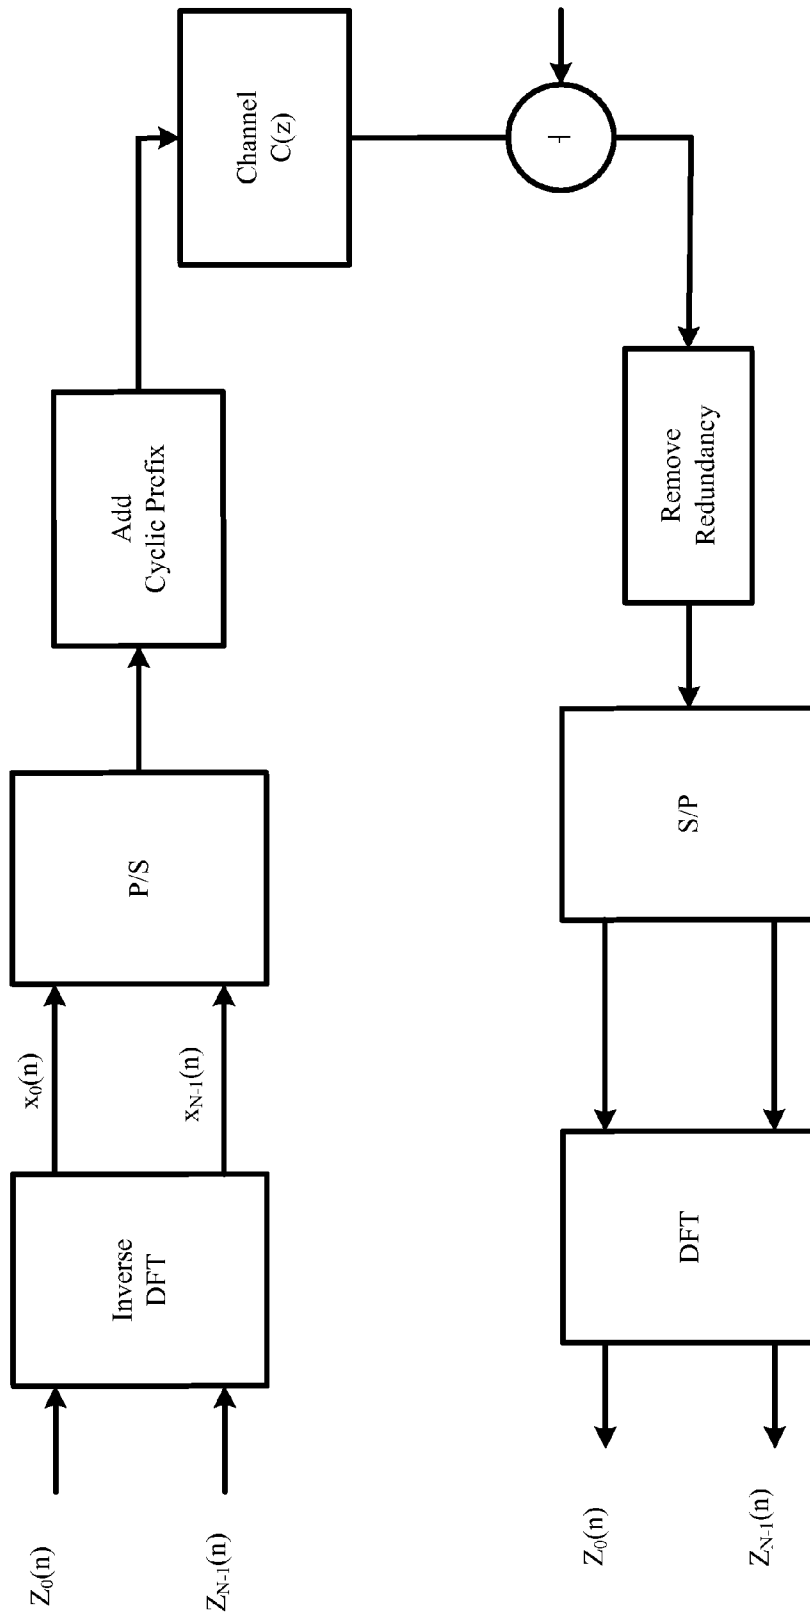 Z0(n)
ZN-1(n)
Inverse
DFT
x0(n)
xN-1(n)
P/S
Add
Cyclic Prefix
Channel
C(z)
+
Remove
Redundancy
S/P
DFT
Z0(n)
ZN-1(n)